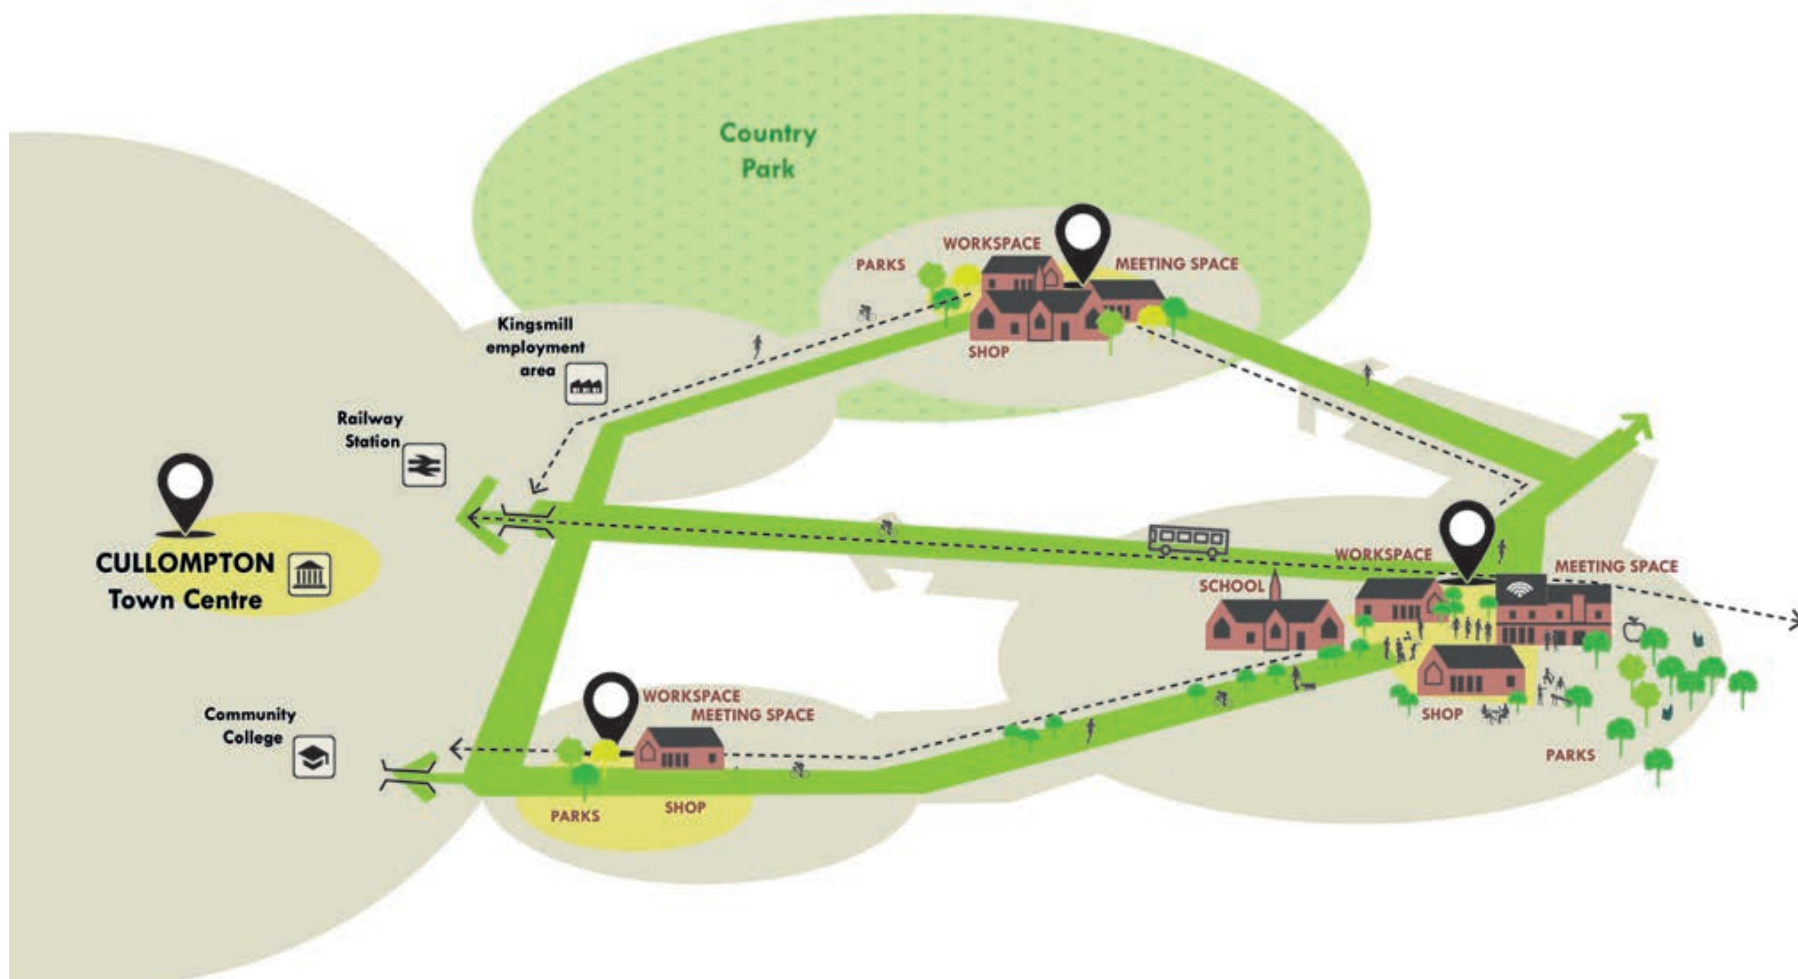 Country
Park
WORKSPACE
PARKS
MEETING SPACE
SHOP
Kingsmill
employment
area
Railway
Station
CULLOMPTON
Town Centre
WORKSPACE
MEETING SPACE
SCHOOL
SHOP
PARKS
Community
College
WORKSPACE
MEETING SPACE
PARKS
SHOP